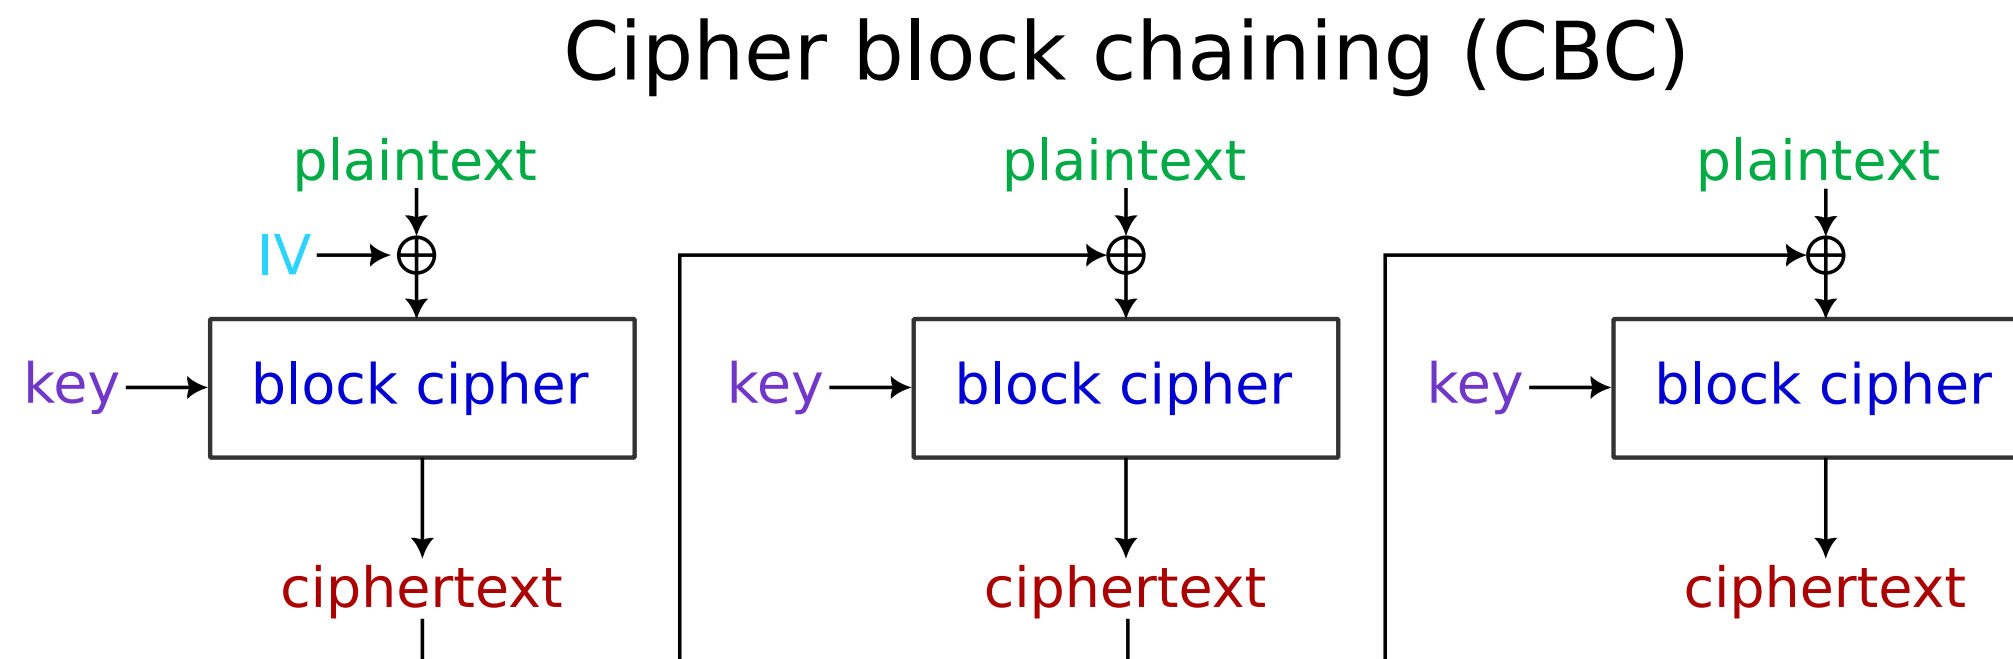 Cipher block chaining (CBC)
plaintext plaintext plaintext
IV
key block cipher key block cipher key block cipher
ciphertext ciphertext ciphertext